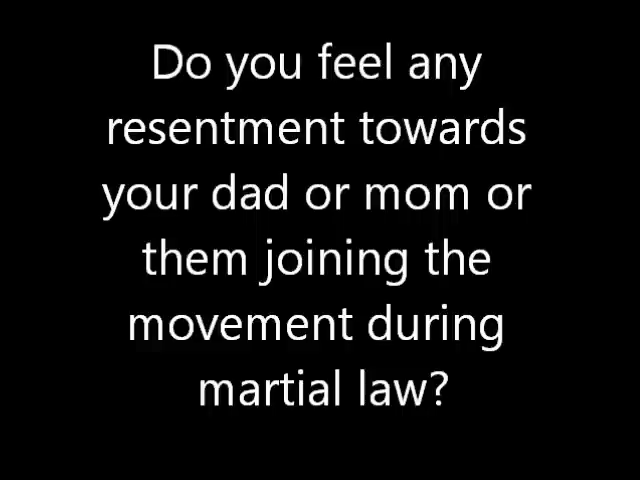 Do you feel any
resentment towards
your dad or mom or
them joining the
movement during
martial law?